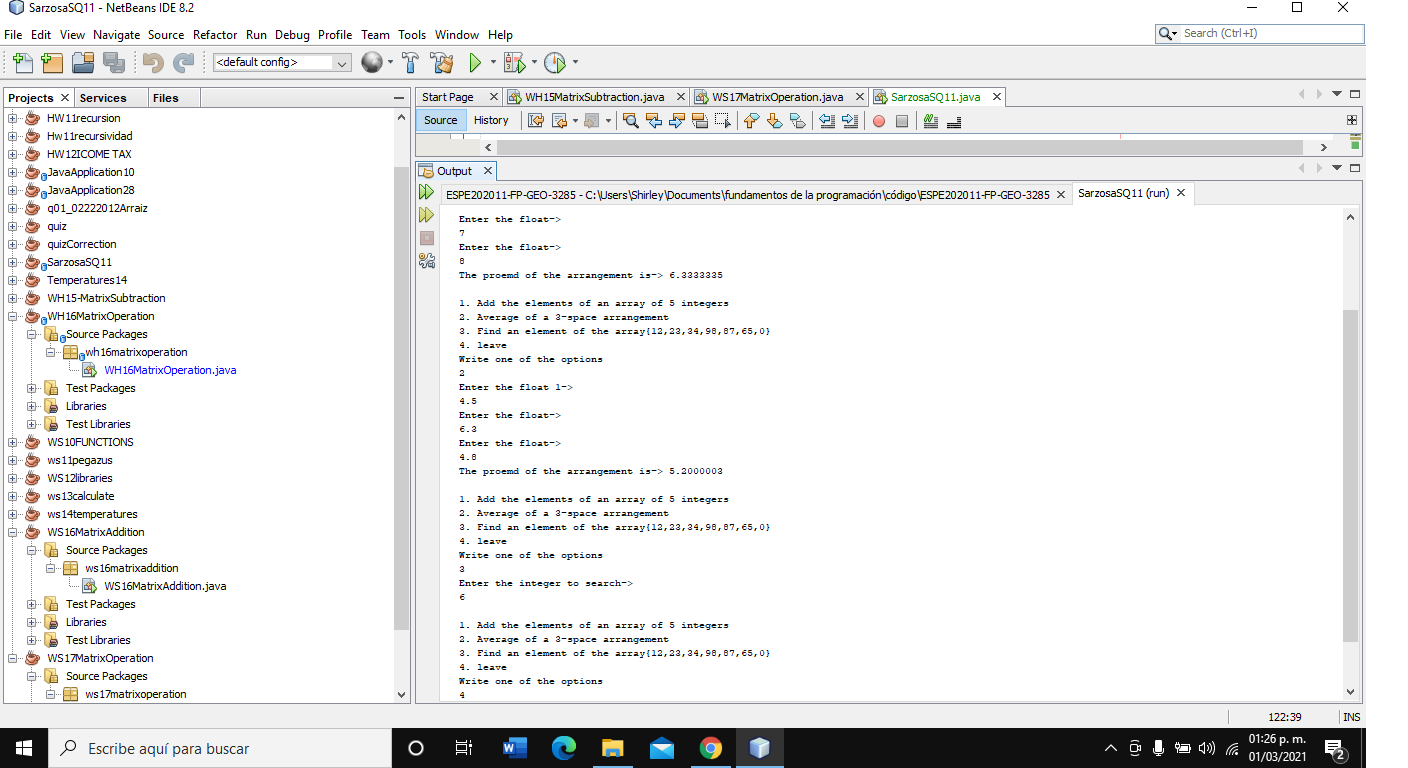 SarzosaSQ11 - NetBeans IDE 8.2
File Edit View Navigate Source Refactor Run Debug Profile Team Tools Window Help
Search (Ctrl+I)
<default config>
Projects Services Files
Start Page WH15MatrixSubtraction.java WS17MatrixOperation.java SarzosaSQ11.java
Source History
HW11recursion
Hw11recursividad
HW12ICOME TAX
JavaApplication10
JavaApplication28
q01_02222012Arraiz
quiz
quizCorrection
SarzosaSQ11
Temperatures14
WH15-MatrixSubtraction
WH16MatrixOperation
Source Packages
wh16matrixoperation
WH16MatrixOperation.java
Test Packages
Libraries
Test Libraries
WS10FUNCTIONS
ws11pegazus
WS12libraries
ws13calculate
ws14temperatures
WS16MatrixAddition
Source Packages
ws16matrixaddition
WS16MatrixAddition.java
Test Packages
Libraries
Test Libraries
WS17MatrixOperation
Source Packages
ws17matrixoperation
Output
ESPE202011-FP-GEO-3285 - C:\Users\Shirley\Documents\fundamentos de la programación\código\ESPE202011-FP-GEO-3285 SarzosaSQ11 (run)
Enter the float->
7
Enter the float->
8
The proemd of the arrangement is-> 6.3333335
1. Add the elements of an array of 5 integers
2. Average of a 3-space arrangement
3. Find an element of the array{12,23,34,98,87,65,0}
4. leave
Write one of the options
2
Enter the float 1->
4.5
Enter the float->
6.3
Enter the float->
4.8
The proemd of the arrangement is-> 5.2000003
1. Add the elements of an array of 5 integers
2. Average of a 3-space arrangement
3. Find an element of the array{12,23,34,98,87,65,0}
4. leave
Write one of the options
3
Enter the integer to search->
6
1. Add the elements of an array of 5 integers
2. Average of a 3-space arrangement
3. Find an element of the array{12,23,34,98,87,65,0}
4. leave
Write one of the options
4
122:39 INS
Escribe aquí para buscar
01:26 p. m.
01/03/2021
2